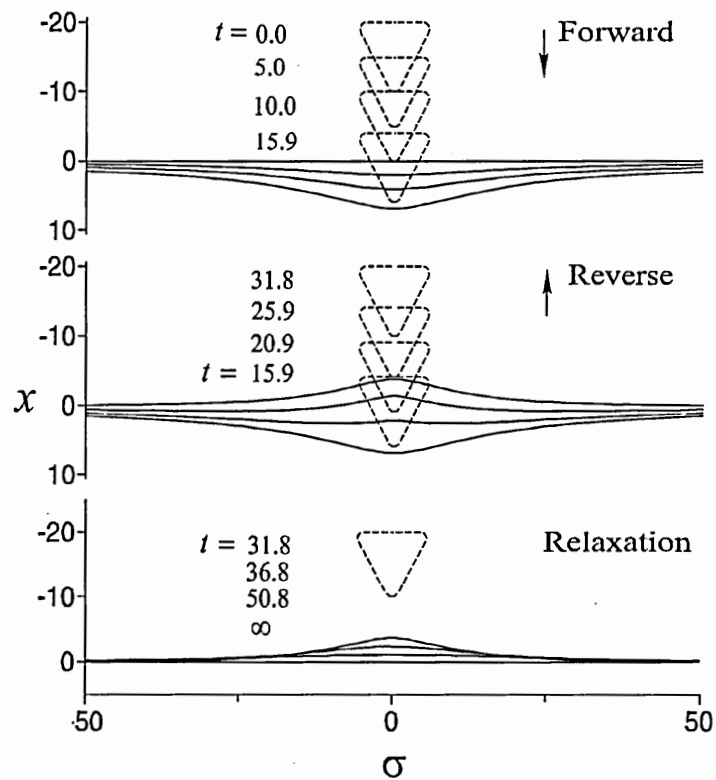 -20
t = 0.0
Forward
5.0
-10
10.0
15.9
0
10
-20
31.8
Reverse
25.9
-10
20.9
t = 15.9
x
0
10
-20
t = 31.8
Relaxation
36.8
-10
50.8
∞
0
-50
0
50
σ